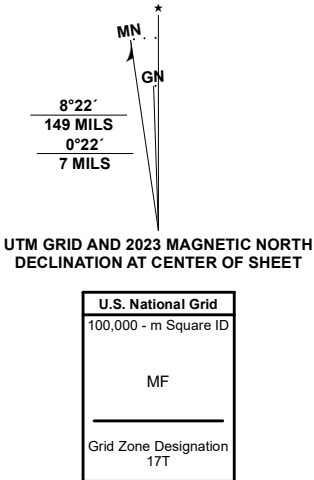 ★
MN
GN
8°22´
149 MILS
0°22´
7 MILS
UTM GRID AND 2023 MAGNETIC NORTH
DECLINATION AT CENTER OF SHEET
U.S. National Grid
100,000 - m Square ID
MF
Grid Zone Designation
17T